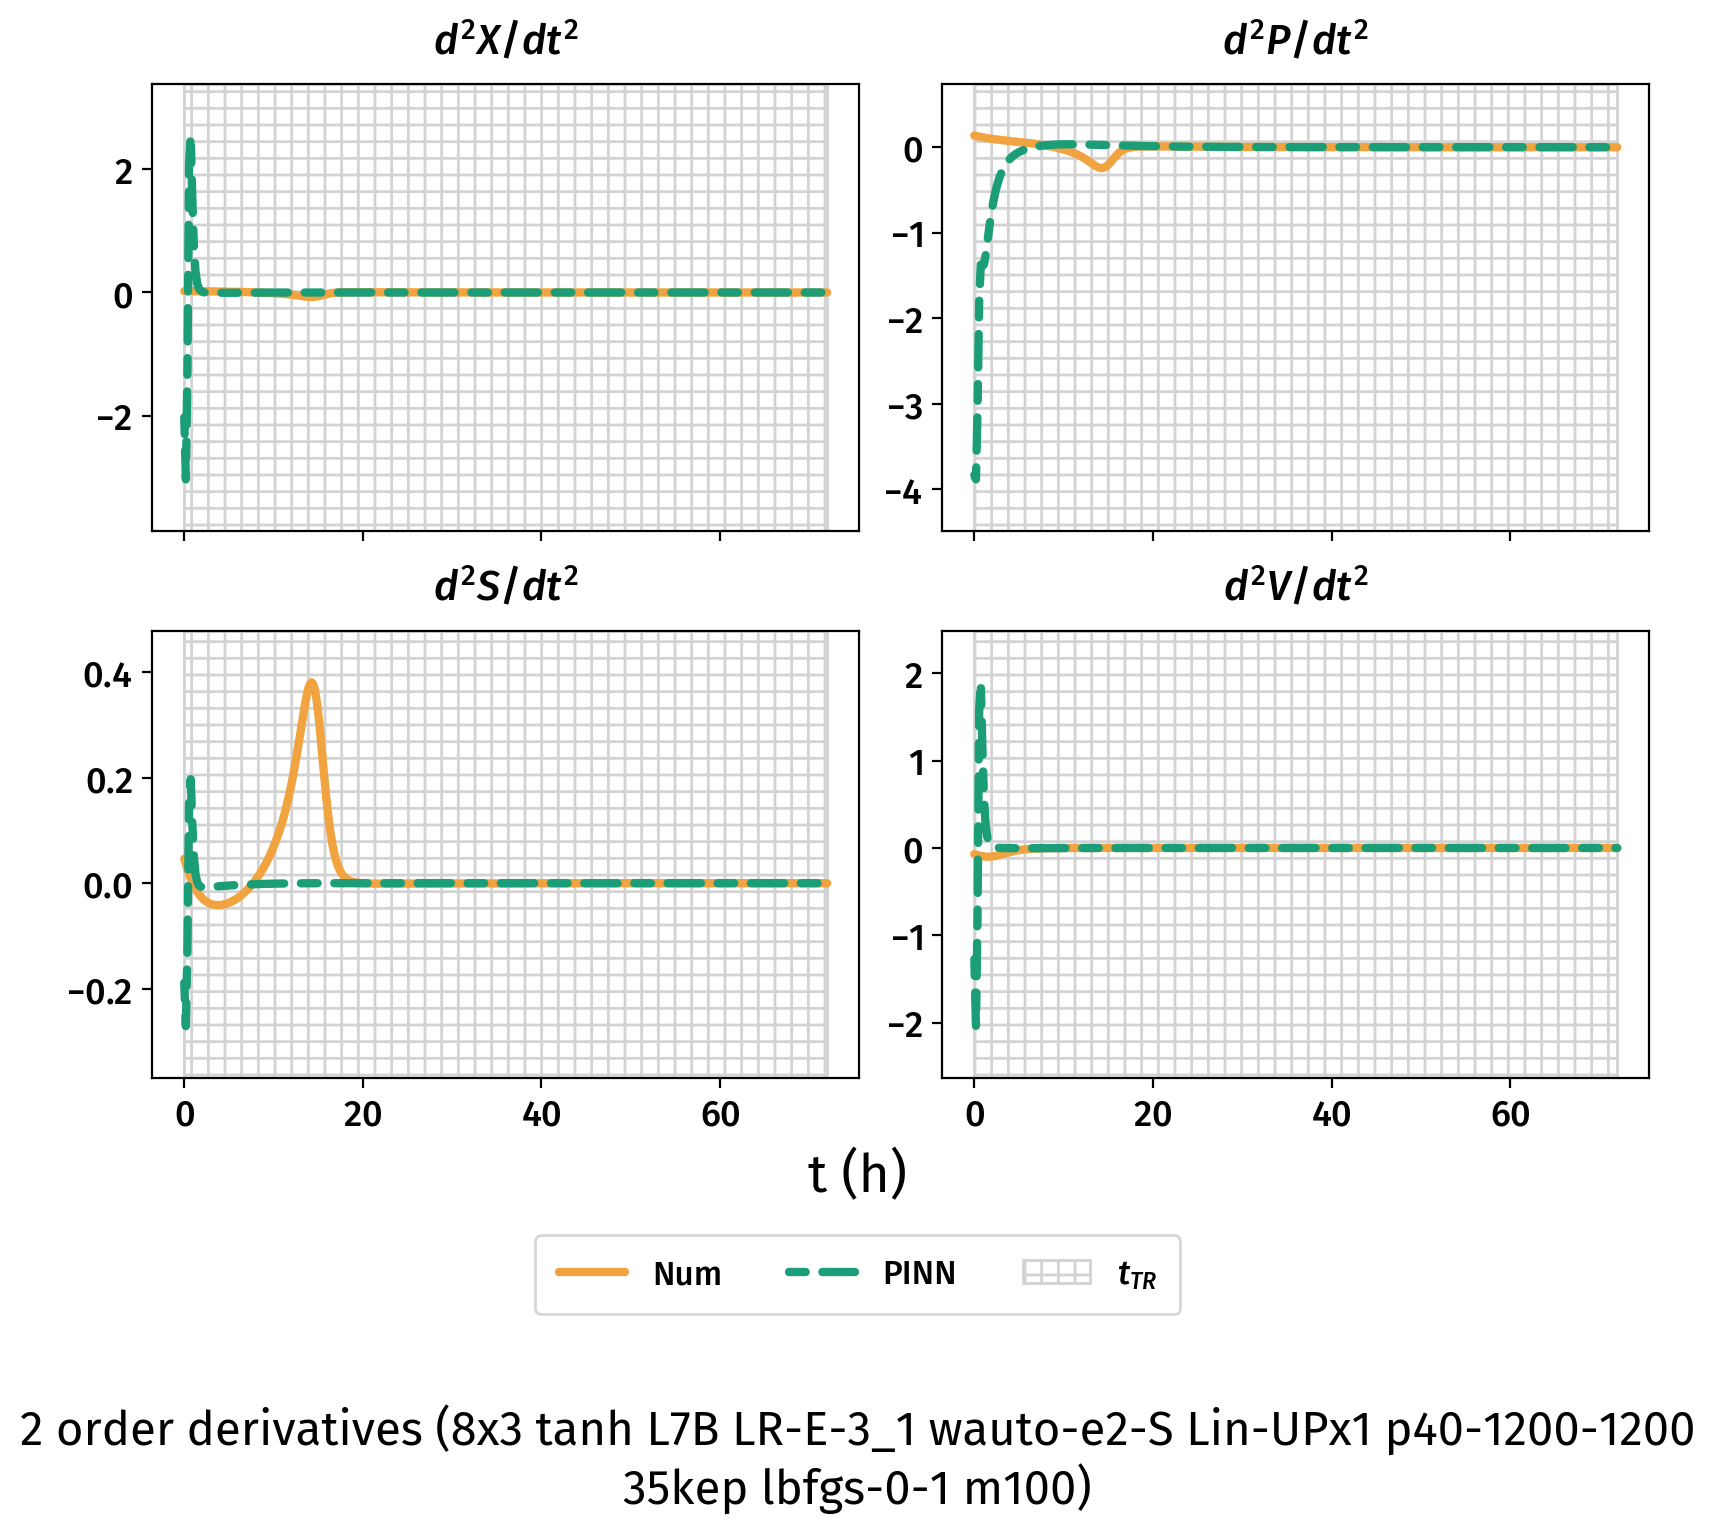 d²X/dt²
d²P/dt²
2
0
−2
0
−1
−2
−3
−4
d²S/dt²
d²V/dt²
0.4
0.2
0.0
−0.2
2
1
0
−1
−2
0 20 40 60
0 20 40 60
t (h)
Num PINN t_TR
2 order derivatives (8x3 tanh L7B LR-E-3_1 wauto-e2-S Lin-UPx1 p40-1200-1200
35kep lbfgs-0-1 m100)